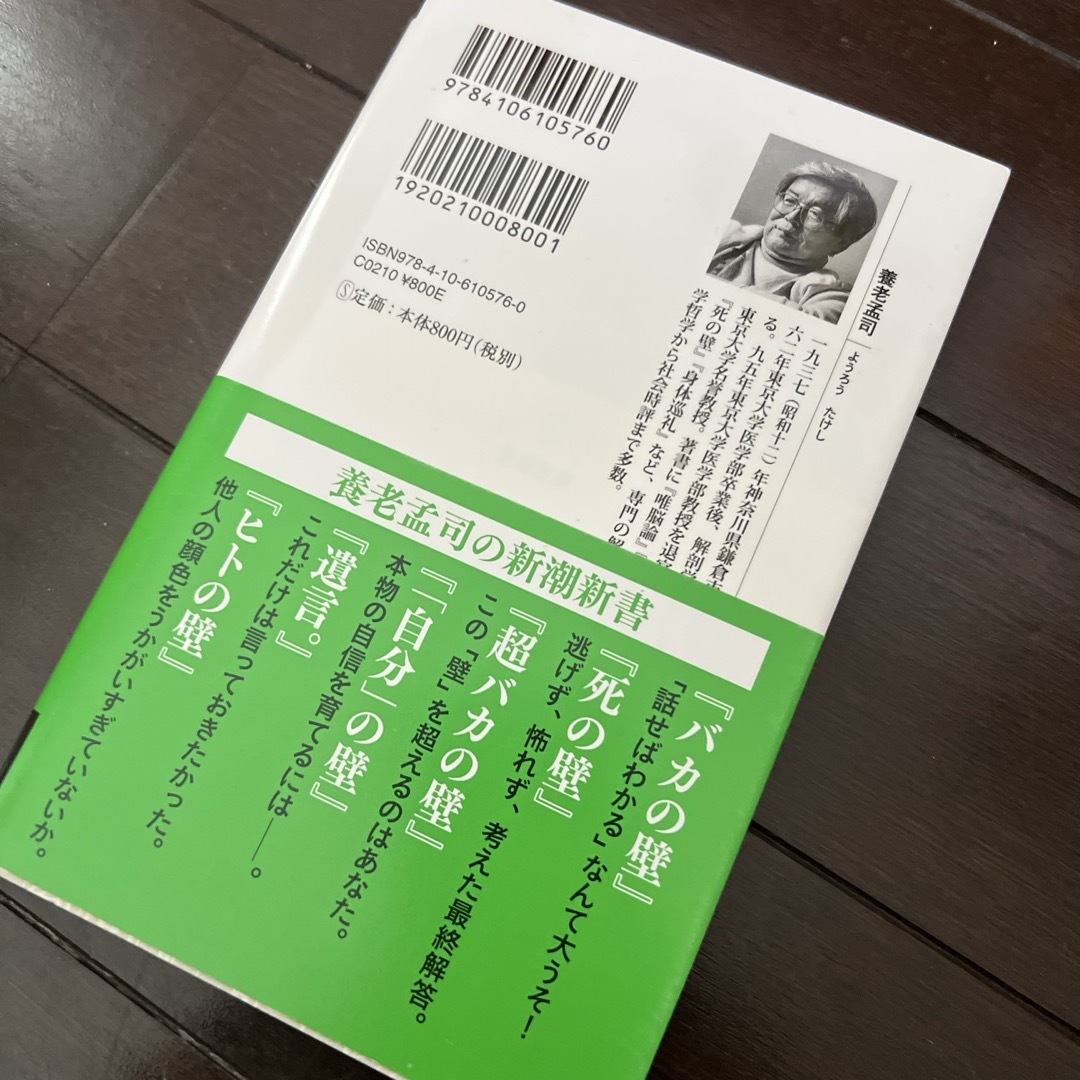 9784106105760
1920210008001
ISBN978-4-10-610576-0
C0210 ¥800E
Ⓢ定価：本体800円(税別)
養老孟司
ようろう たけし
一九三七（昭和十二）年神奈川県鎌倉市
六二年東京大学医学部卒業後、解剖学
る。九五年東京大学医学部教授を退官
東京大学名誉教授。著書に『唯脳論』『
『死の壁』『身体巡礼』など、専門の解
学哲学から社会時評まで多数。
養老孟司の新潮新書
『バカの壁』
「話せばわかる」なんて大うそ！
『死の壁』
逃げず、怖れず、考えた最終解答。
『超バカの壁』
この「壁」を超えるのはあなた。
『「自分」の壁』
本物の自信を育てるには――。
『遺言。』
これだけは言っておきたかった。
『ヒトの壁』
他人の顔色をうかがいすぎていないか。